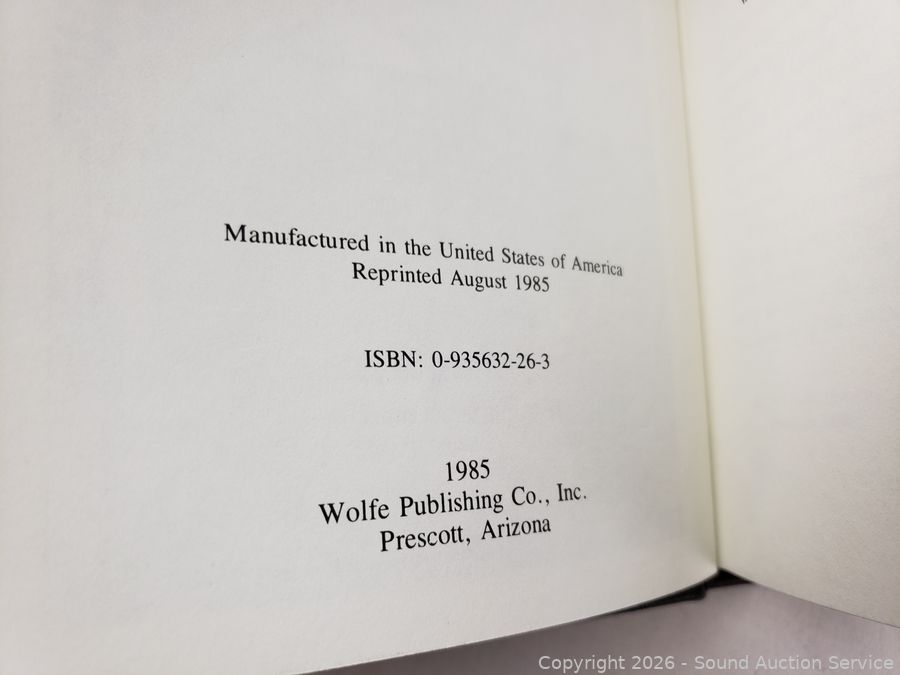 Manufactured in the United States of America
Reprinted August 1985
ISBN: 0-935632-26-3
1985
Wolfe Publishing Co., Inc.
Prescott, Arizona
Copyright 2026 - Sound Auction Service